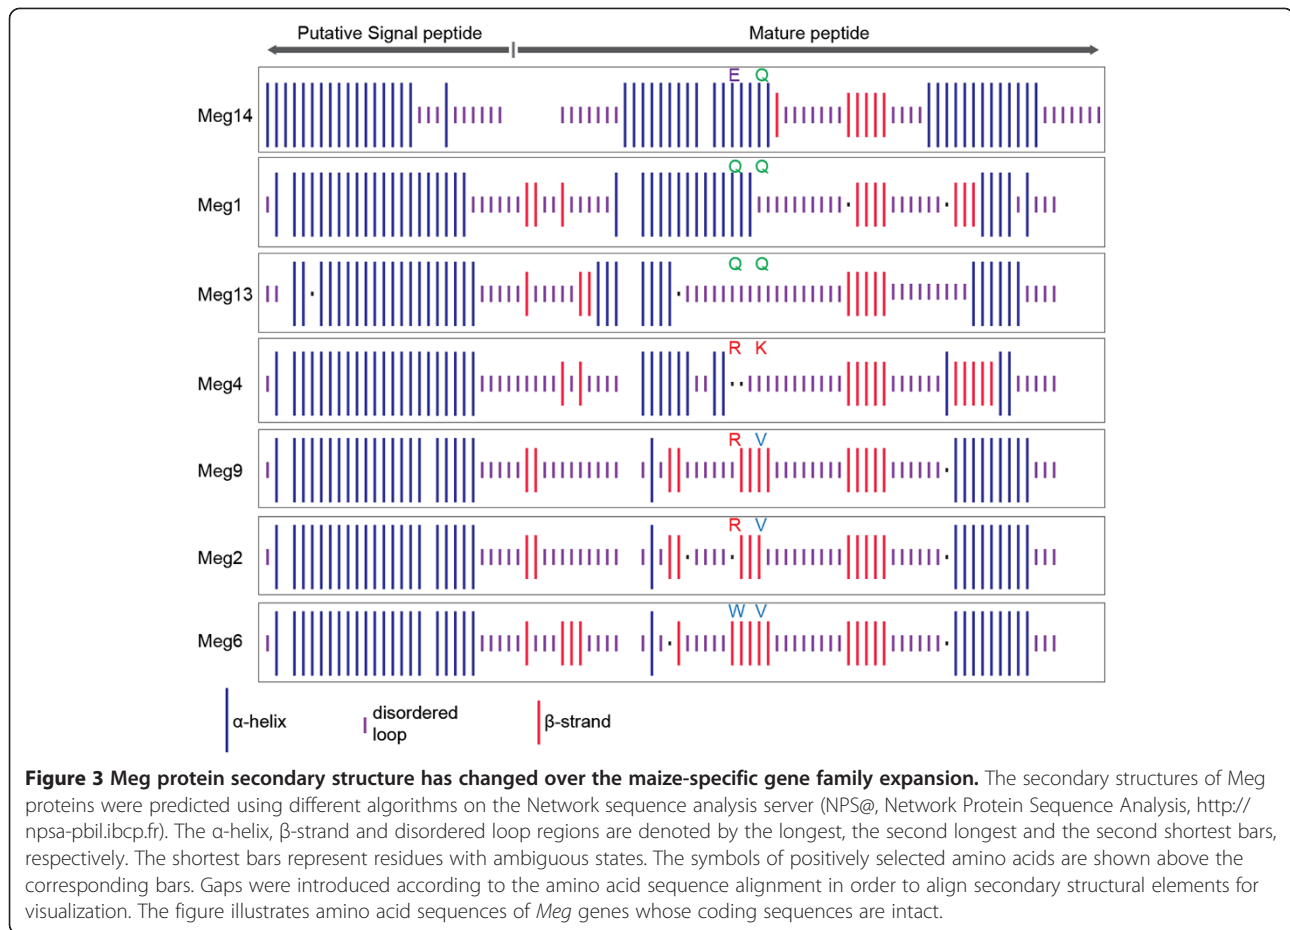 Putative Signal peptide Mature peptide
E Q
Meg14
Q Q
Meg1
Q Q
Meg13
R K
Meg4
R V
Meg9
R V
Meg2
W V
Meg6
α-helix
disordered
loop
β-strand
Figure 3 Meg protein secondary structure has changed over the maize-specific gene family expansion. The secondary structures of Meg
proteins were predicted using different algorithms on the Network sequence analysis server (NPS@, Network Protein Sequence Analysis, http://
npsa-pbil.ibcp.fr). The α-helix, β-strand and disordered loop regions are denoted by the longest, the second longest and the second shortest bars,
respectively. The shortest bars represent residues with ambiguous states. The symbols of positively selected amino acids are shown above the
corresponding bars. Gaps were introduced according to the amino acid sequence alignment in order to align secondary structural elements for
visualization. The figure illustrates amino acid sequences of Meg genes whose coding sequences are intact.